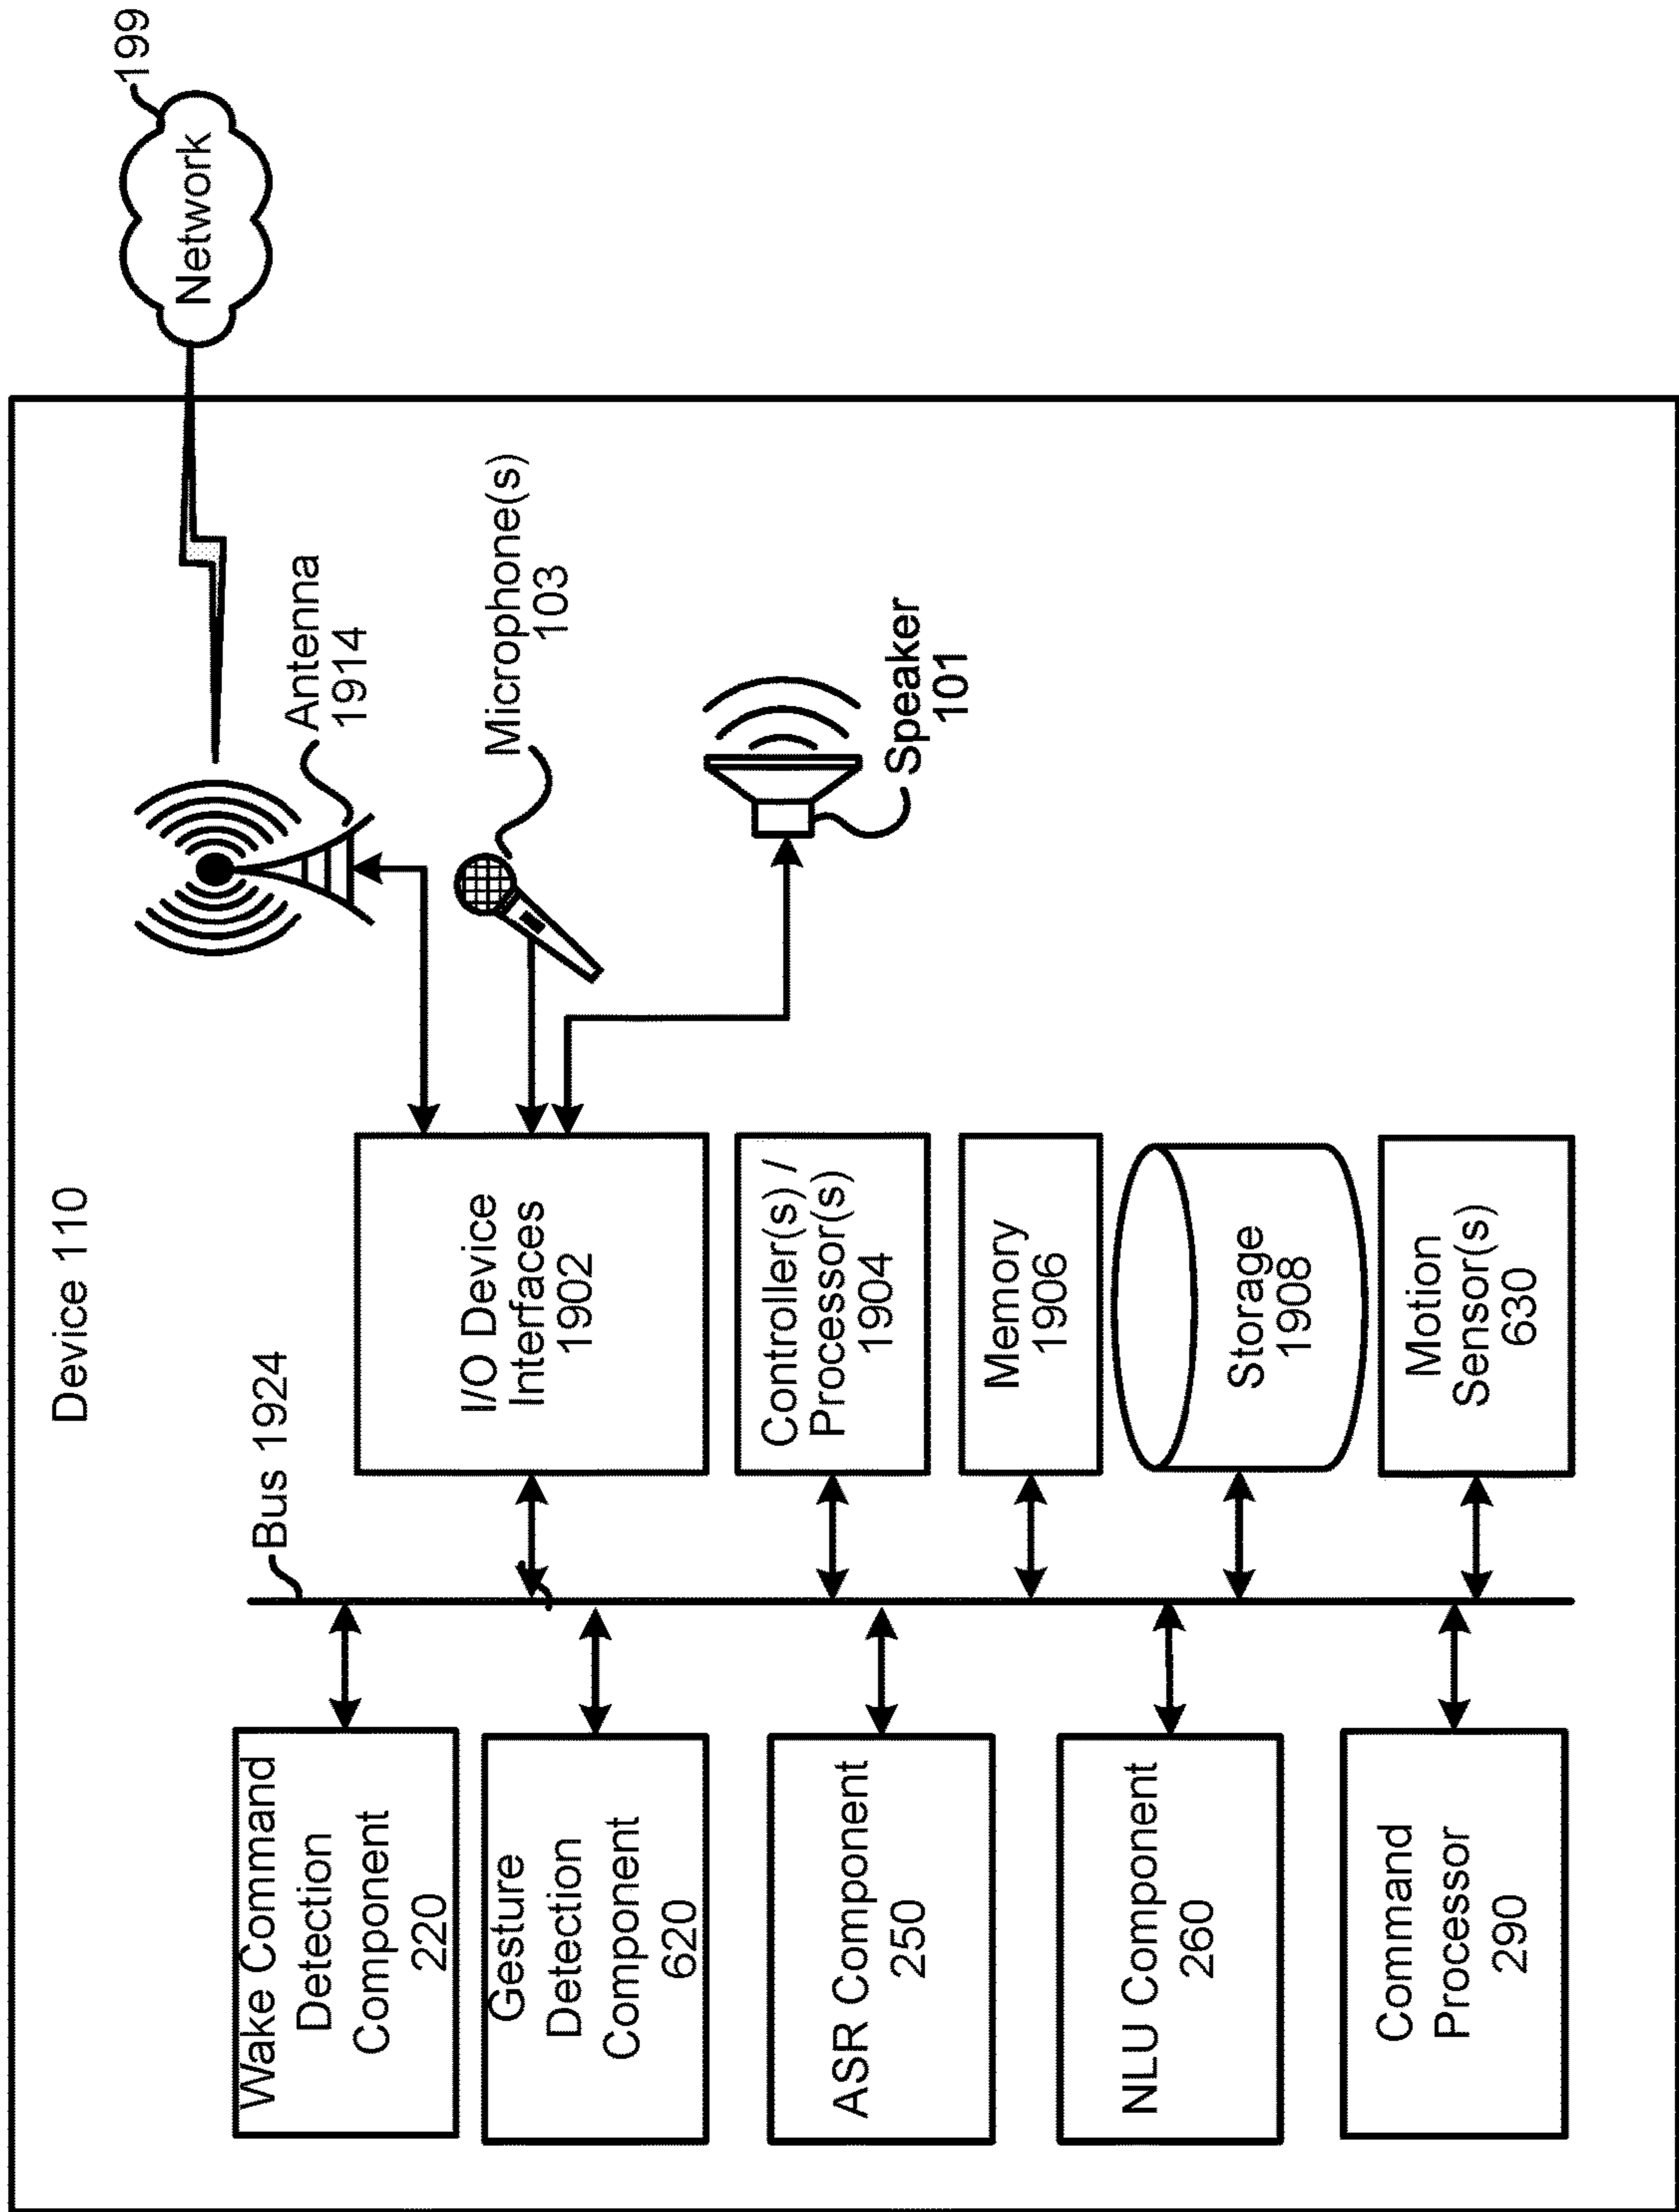 Device 110
Bus 1924
Wake Command
Detection
Component
220
Gesture
Detection
Component
620
ASR Component
250
NLU Component
260
Command
Processor
290
I/O Device
Interfaces
1902
Controller(s) /
Processor(s)
1904
Memory
1906
Storage
1908
Motion
Sensor(s)
630
Antenna
1914
Microphone(s)
103
Speaker
101
Network
199